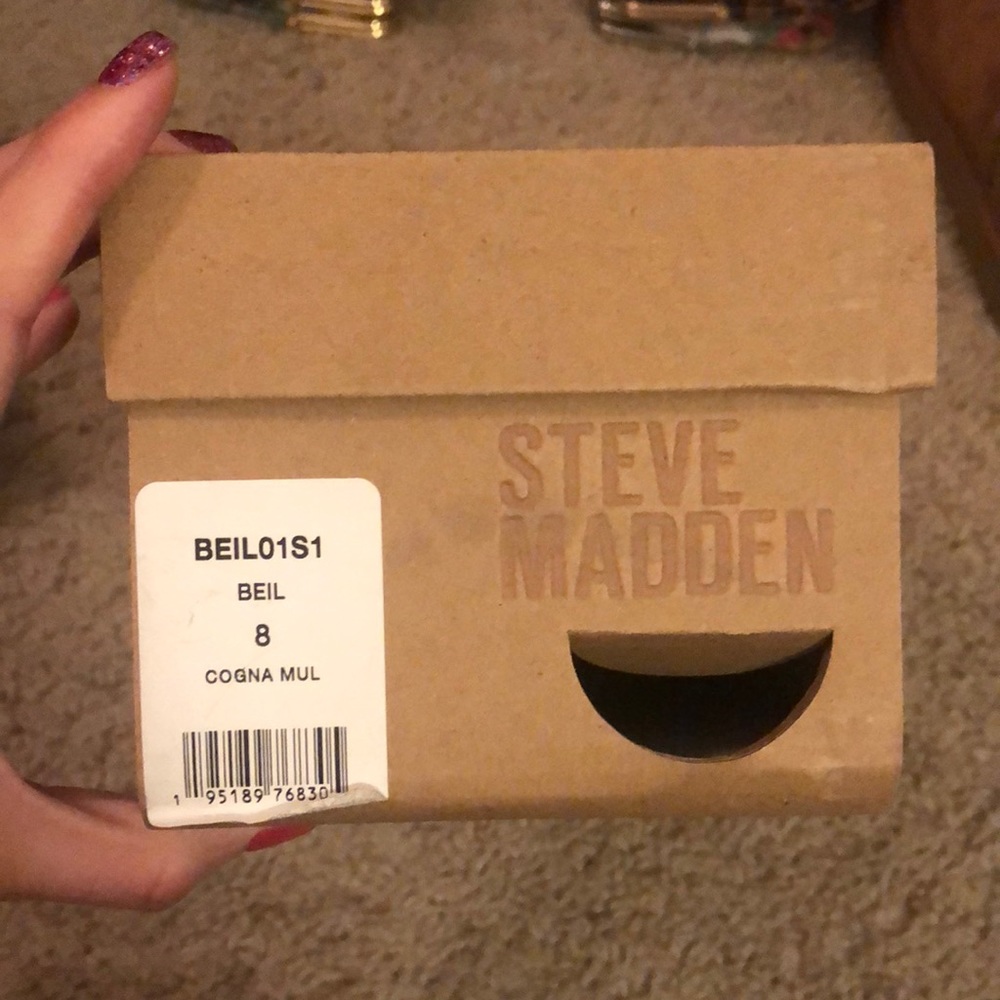 STEVE
MADDEN
BEIL01S1
BEIL
8
COGNA MUL
1 95189 76830